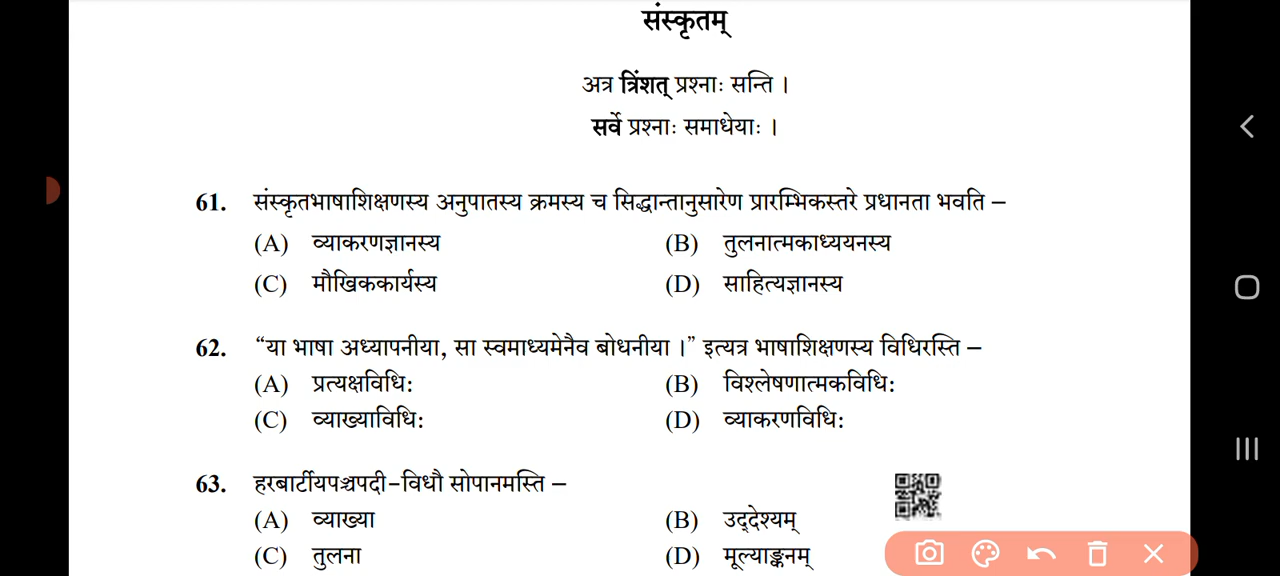 संस्कृतम्
अत्र त्रिंशत् प्रश्नाः सन्ति ।
सर्वे प्रश्नाः समाधेयाः ।
61. संस्कृतभाषाशिक्षणस्य अनुपातस्य क्रमस्य च सिद्धान्तानुसारेण प्रारम्भिकस्तरे प्रधानता भवति –
(A) व्याकरणज्ञानस्य (B) तुलनात्मकाध्ययनस्य
(C) मौखिककार्यस्य (D) साहित्यज्ञानस्य
62. “या भाषा अध्यापनीया, सा स्वमाध्यमेनैव बोधनीया ।” इत्यत्र भाषाशिक्षणस्य विधिरस्ति –
(A) प्रत्यक्षविधि: (B) विश्लेषणात्मकविधि:
(C) व्याख्याविधि: (D) व्याकरणविधि:
63. हरबार्टीयपञ्चपदी-विधौ सोपानमस्ति –
(A) व्याख्या (B) उद्देश्यम्
(C) तुलना (D) मूल्याङ्कनम्